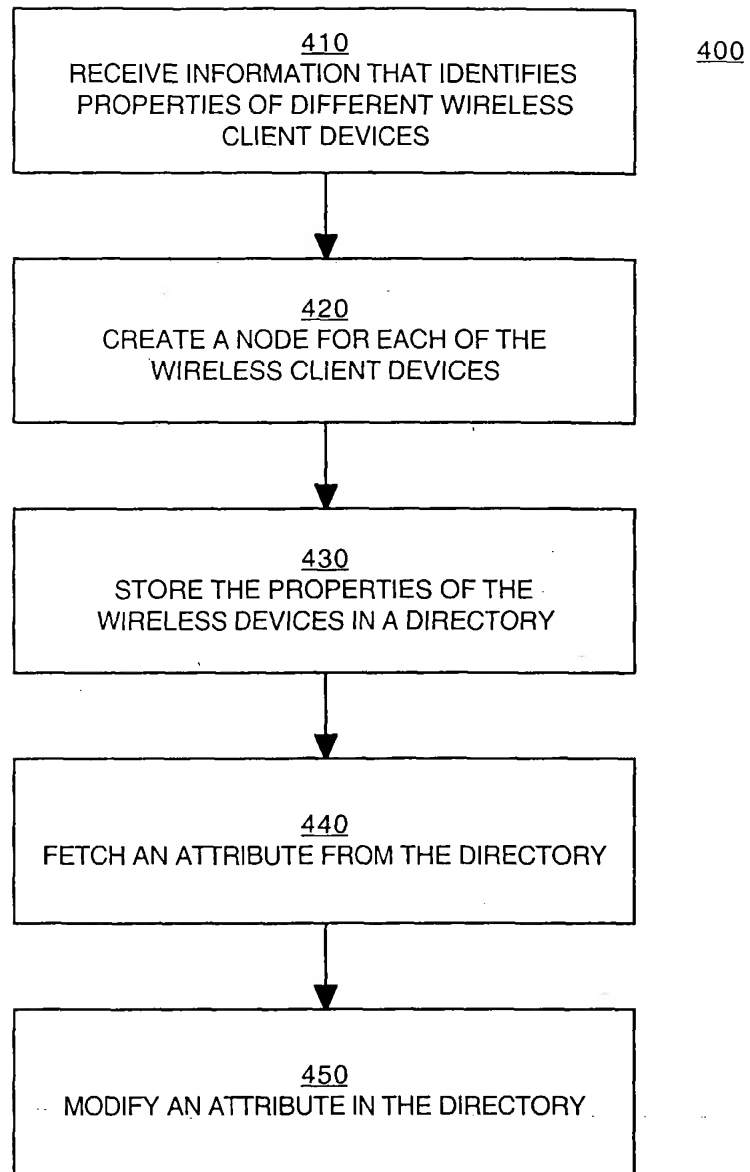 410
400
RECEIVE INFORMATION THAT IDENTIFIES
PROPERTIES OF DIFFERENT WIRELESS
CLIENT DEVICES
420
CREATE A NODE FOR EACH OF THE
WIRELESS CLIENT DEVICES
430
STORE THE PROPERTIES OF THE
WIRELESS DEVICES IN A DIRECTORY
440
FETCH AN ATTRIBUTE FROM THE DIRECTORY
450
MODIFY AN ATTRIBUTE IN THE DIRECTORY